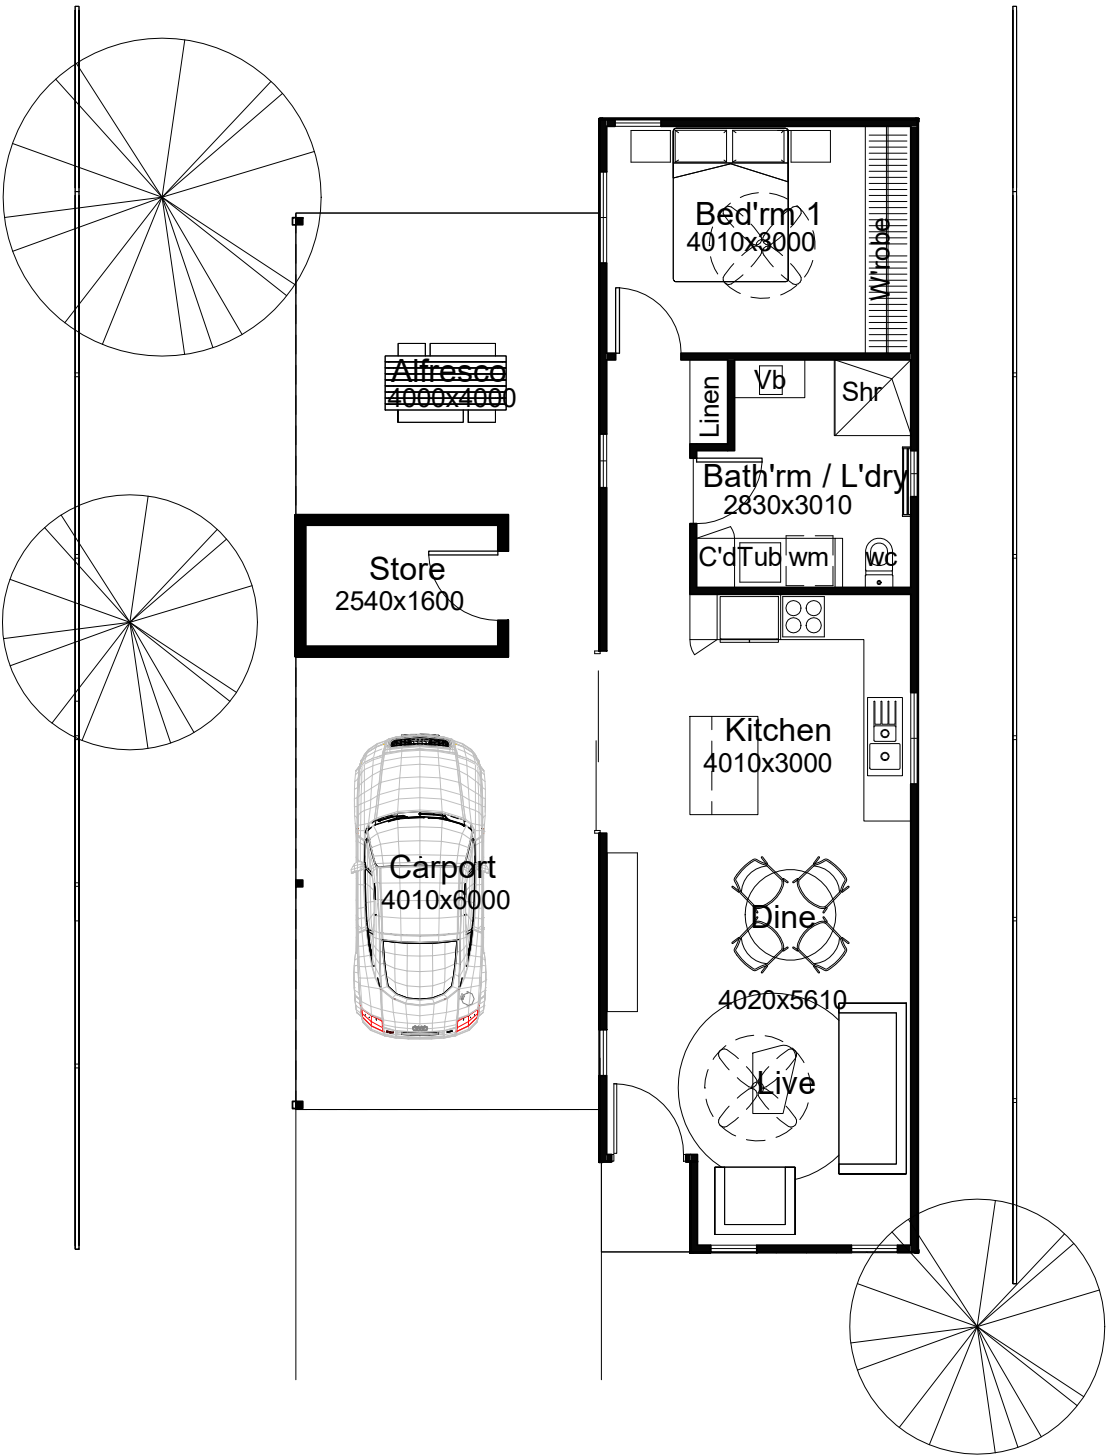 Bed'rm 1
4010x3000
W'robe
Alfresco
4000x4000
Linen
Vb
Shr
Bath'rm / L'dry
2830x3010
C'd Tub wm wc
Store
2540x1600
Kitchen
4010x3000
Carport
4010x6000
Dine
4020x5610
Live